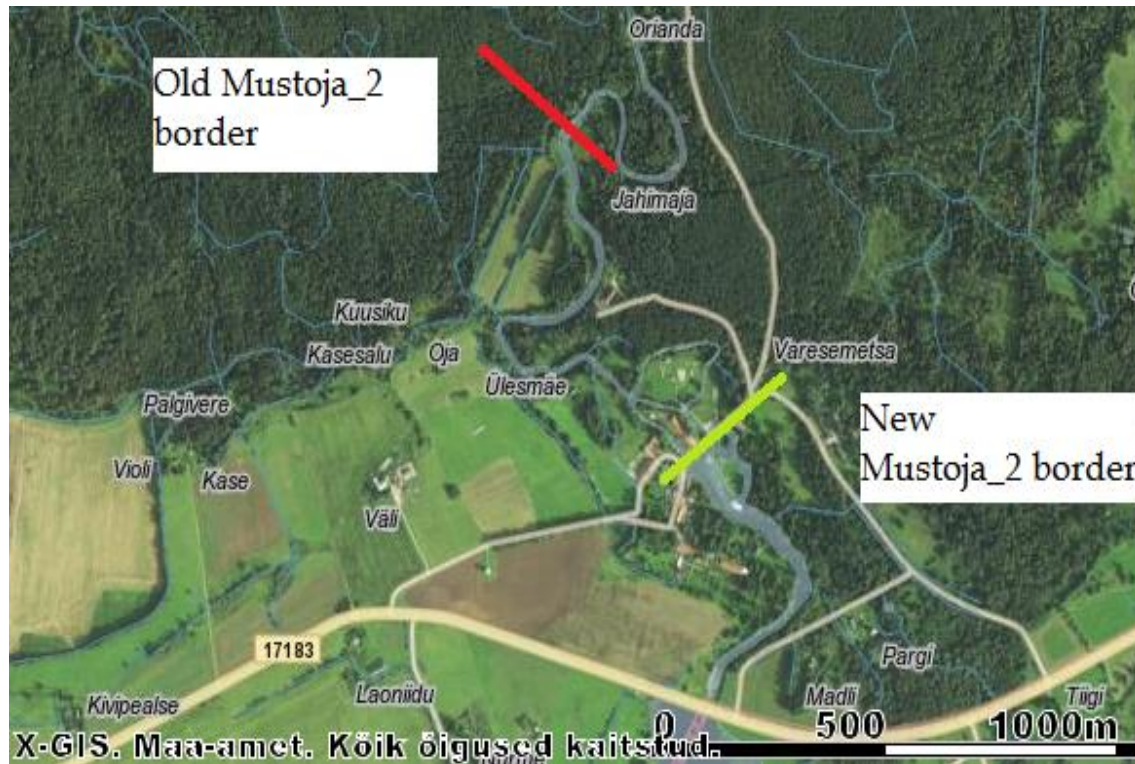 Orianda
Old Mustoja_2
border
Jahimaja
Kuusiku
Kasesalu
Oja
Varesemetsa
Ülesmäe
Palgivere
New
Mustoja_2 border
Violi
Kase
Väli
17183
Pargi
Laoniidu
Madli
Tiigi
Kivipealse
0 500 1000m
X-GIS. Maa-amet. Kõik õigused kaitstud.